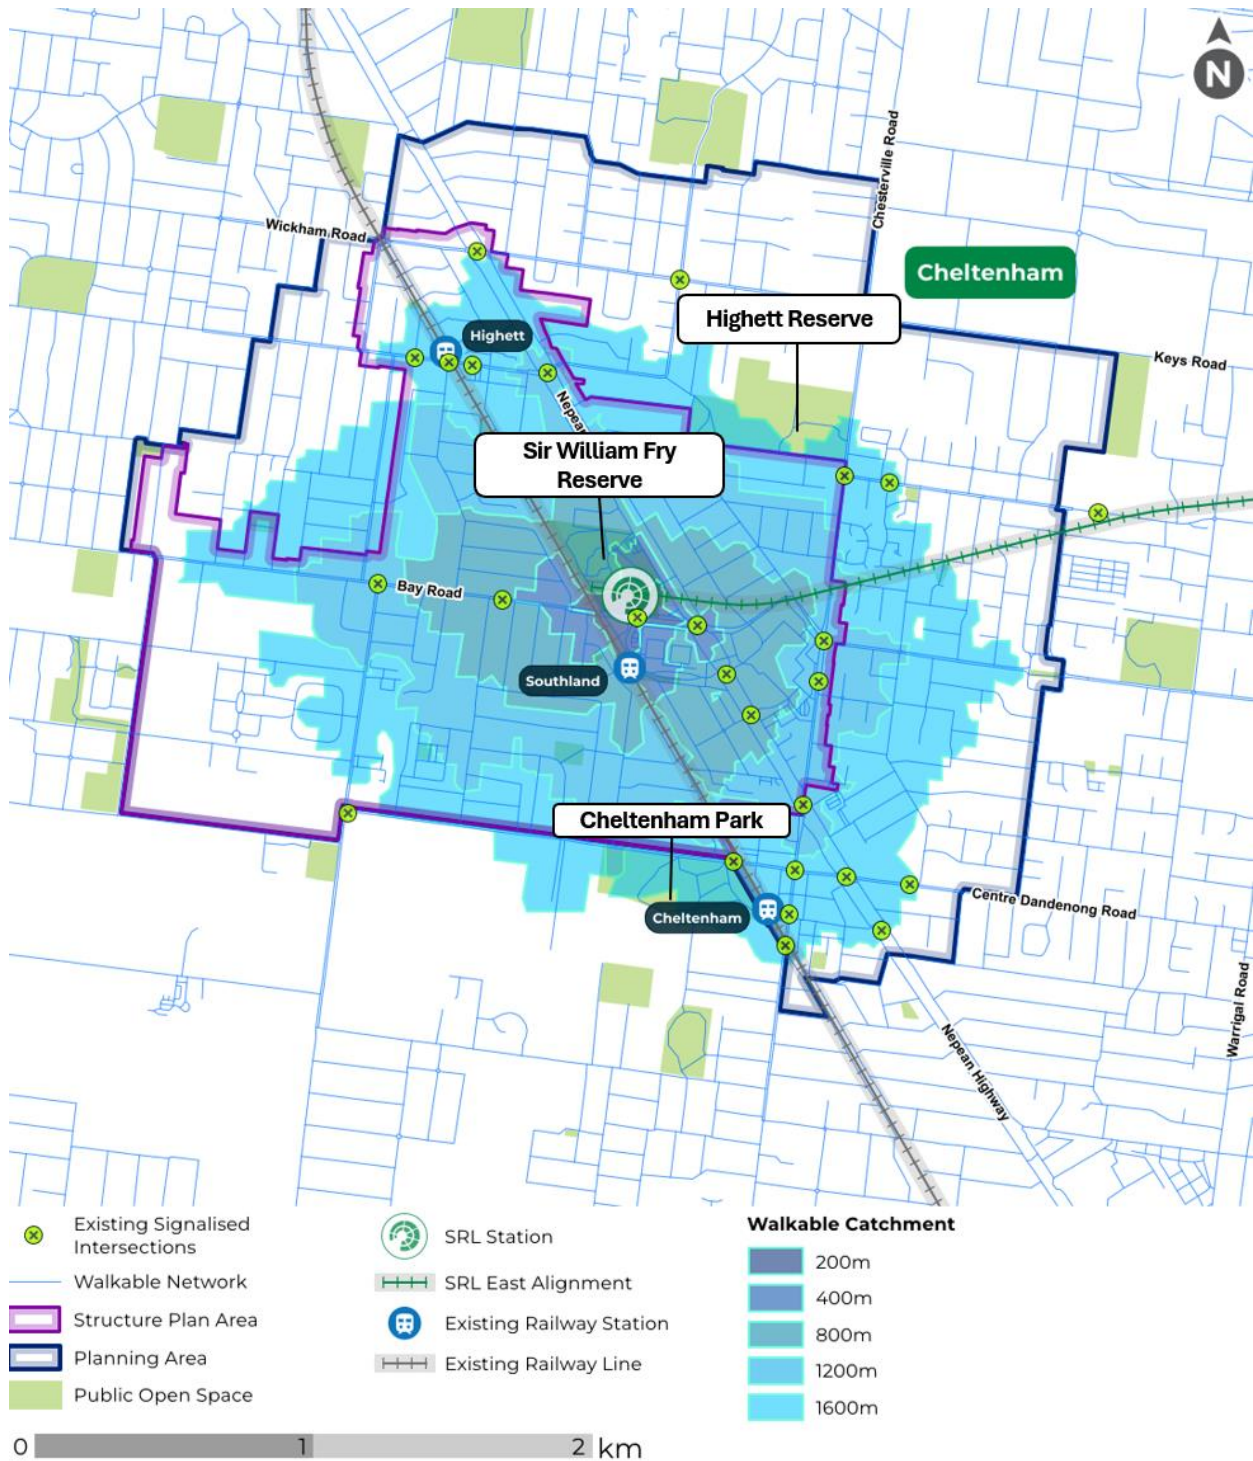 N
Chesterville Road
Wickham Road
Cheltenham
Highett Reserve
Highett
Keys Road
Nepea
Sir William Fry
Reserve
Bay Road
Southland
Cheltenham Park
Cheltenham
Centre Dandenong Road
Warrigal Road
Nepean Highway
Existing Signalised
Intersections
Walkable Network
Structure Plan Area
Planning Area
Public Open Space
SRL Station
SRL East Alignment
Existing Railway Station
Existing Railway Line
Walkable Catchment
200m
400m
800m
1200m
1600m
0 1 2 km